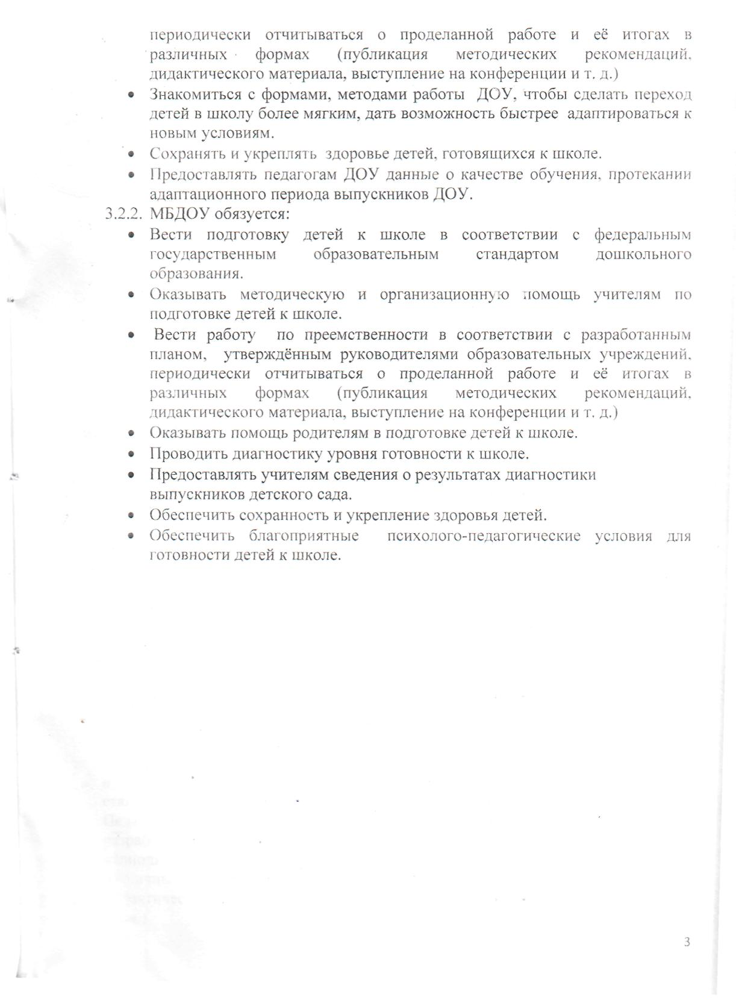 периодически отчитываться о проделанной работе и её итогах в
различных формах (публикация методических рекомендаций,
дидактического материала, выступление на конференции и т. д.)
• Знакомиться с формами, методами работы ДОУ, чтобы сделать переход
детей в школу более мягким, дать возможность быстрее адаптироваться к
новым условиям.
• Сохранять и укреплять здоровье детей, готовящихся к школе.
• Предоставлять педагогам ДОУ данные о качестве обучения, протекании
адаптационного периода выпускников ДОУ.
3.2.2. МБДОУ обязуется:
• Вести подготовку детей к школе в соответствии с федеральным
государственным образовательным стандартом дошкольного
образования.
• Оказывать методическую и организационную помощь учителям по
подготовке детей к школе.
• Вести работу по преемственности в соответствии с разработанным
планом, утверждённым руководителями образовательных учреждений,
периодически отчитываться о проделанной работе и её итогах в
различных формах (публикация методических рекомендаций,
дидактического материала, выступление на конференции и т. д.)
• Оказывать помощь родителям в подготовке детей к школе.
• Проводить диагностику уровня готовности к школе.
• Предоставлять учителям сведения о результатах диагностики
выпускников детского сада.
• Обеспечить сохранность и укрепление здоровья детей.
• Обеспечить благоприятные психолого-педагогические условия для
готовности детей к школе.
3